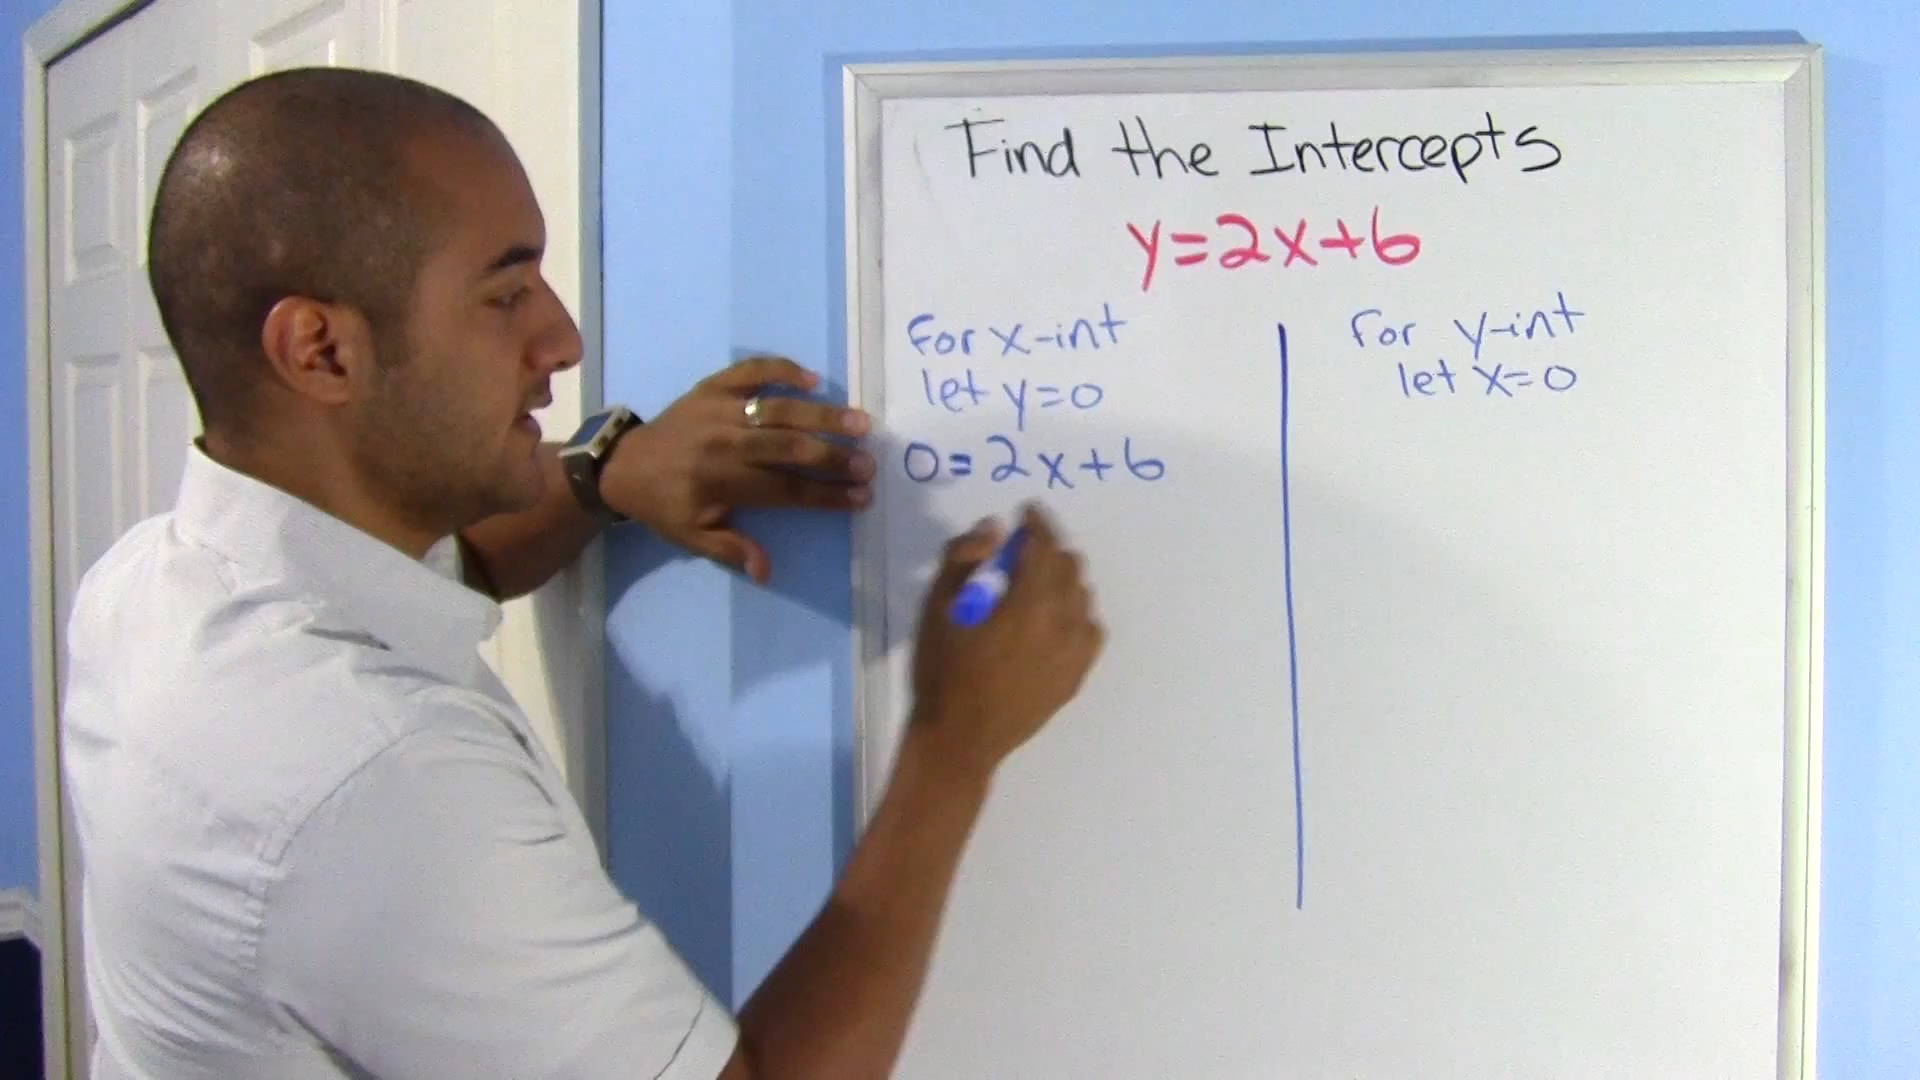 Find the Intercepts
y=2x+6
For x-int
let y=0
0=2x+6
For y-int
let x=0